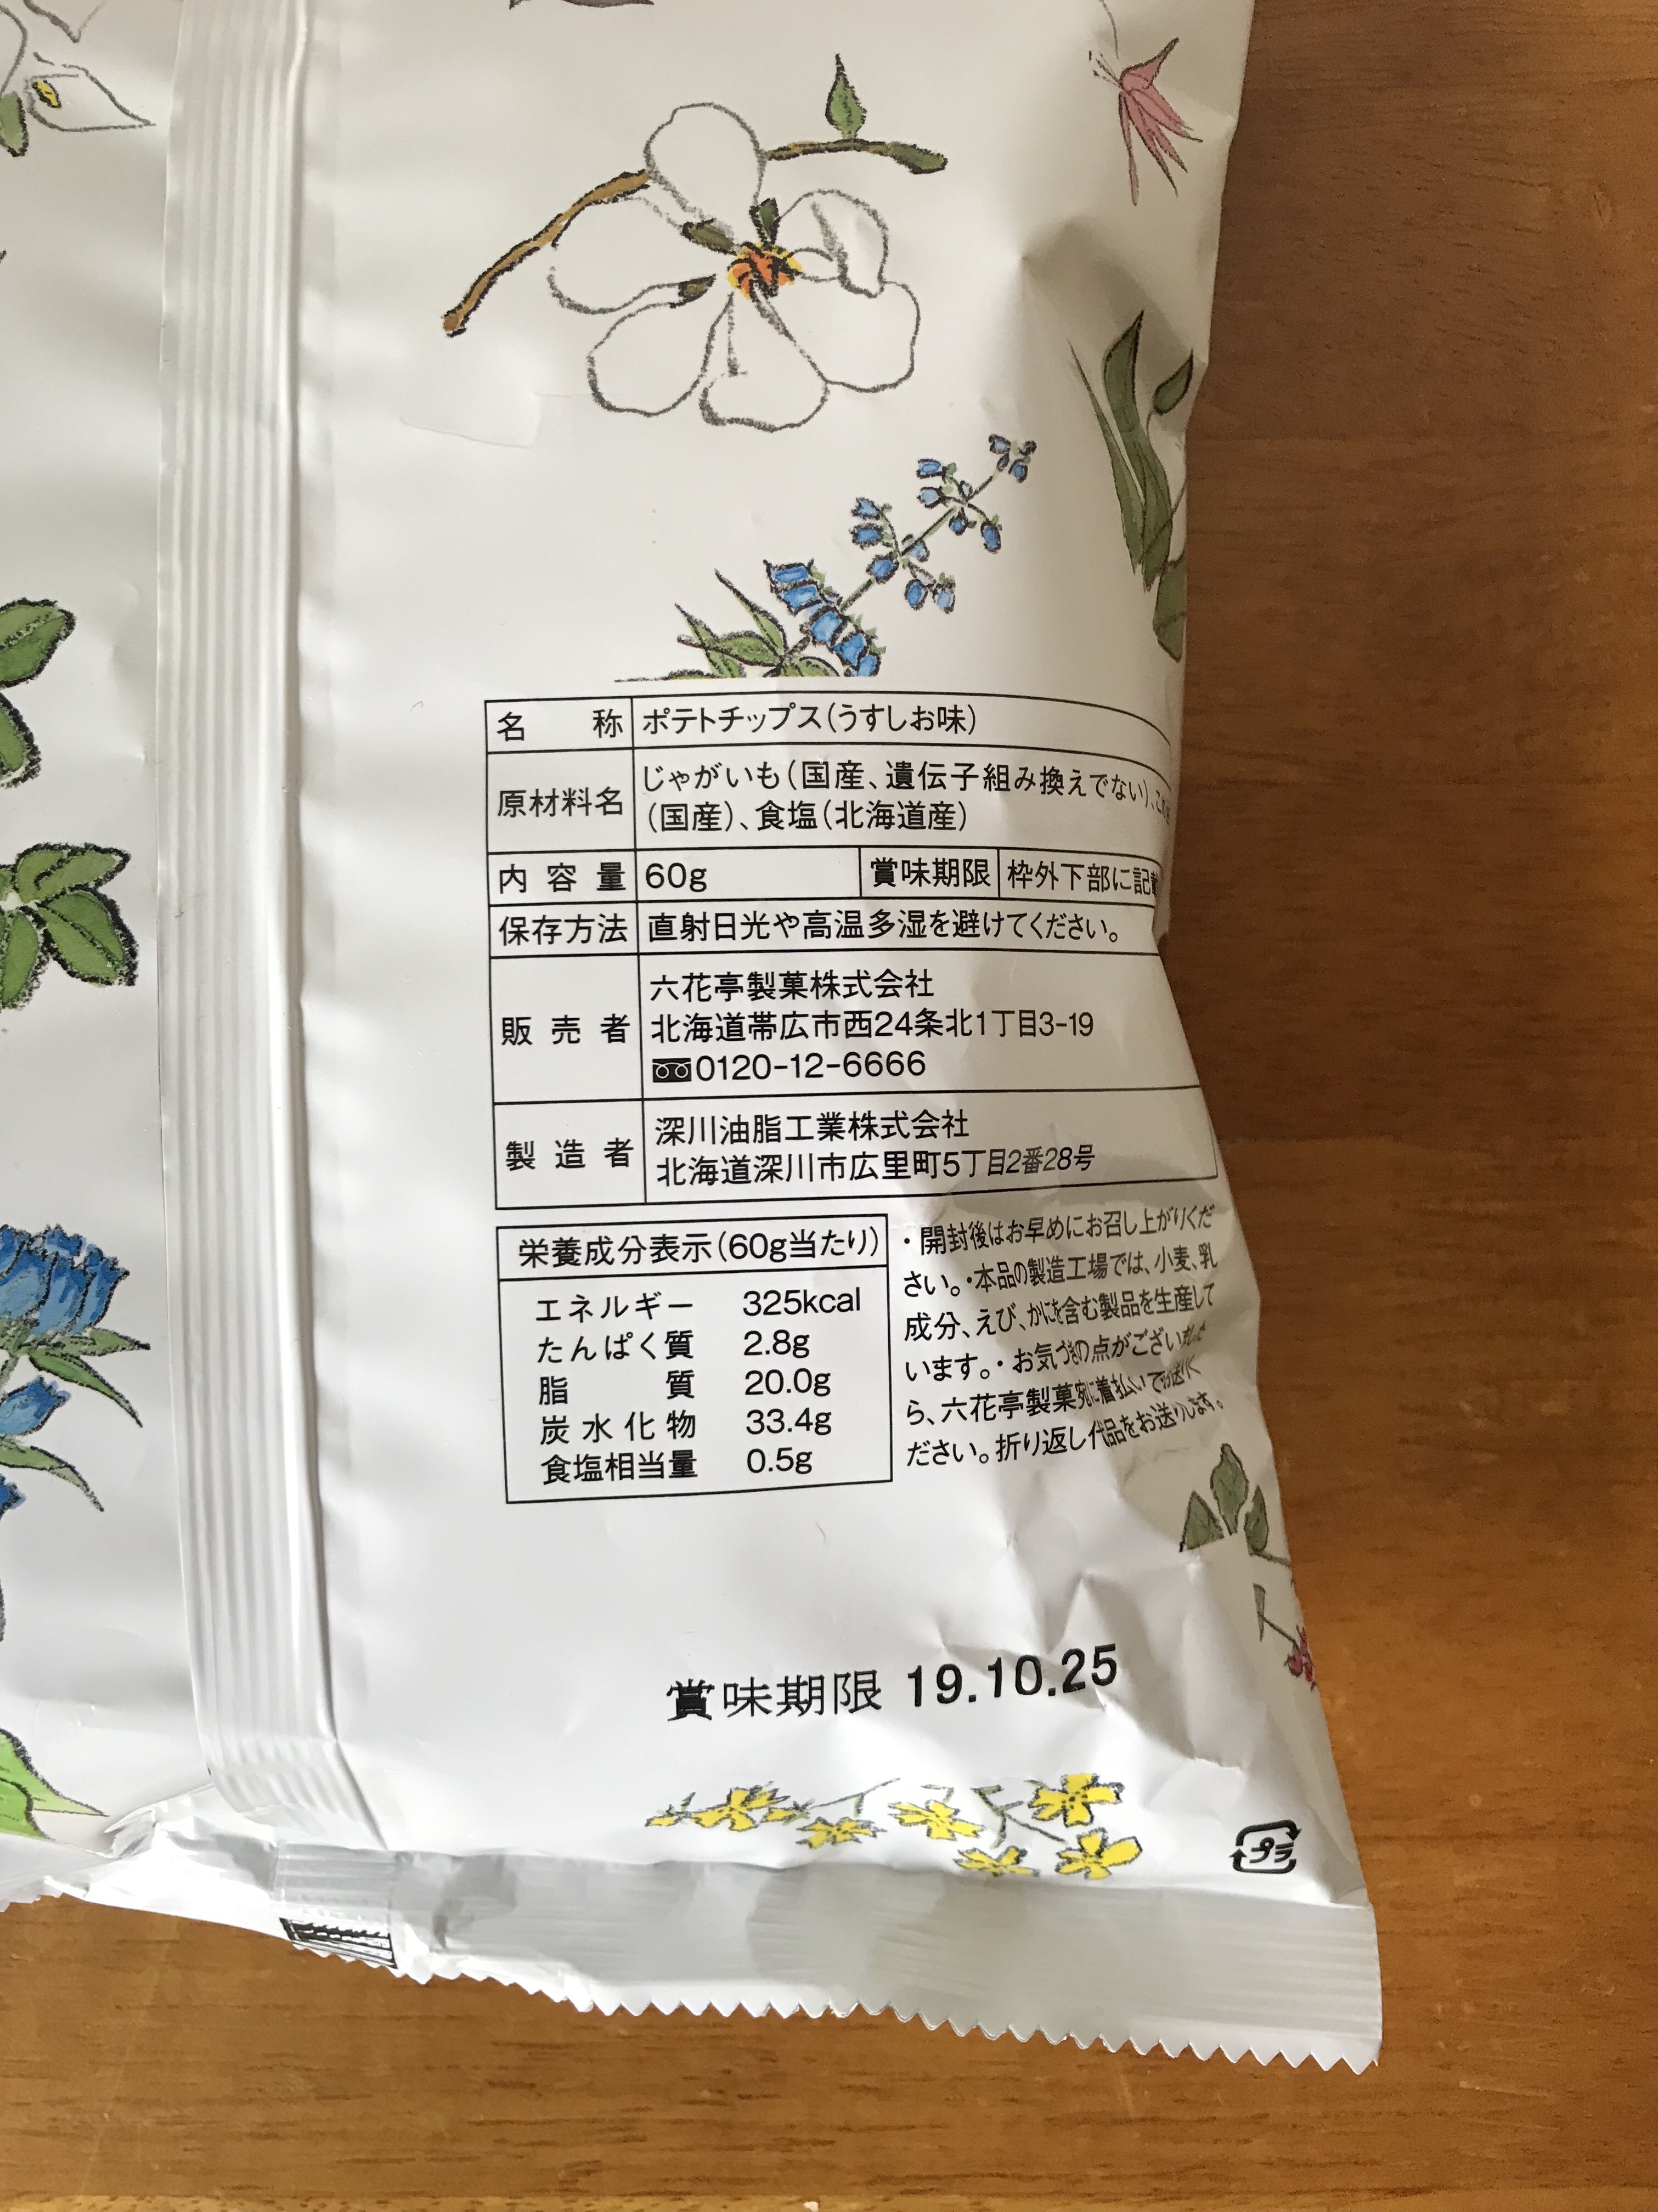 名称 ポテトチップス(うすしお味)
原材料名 じゃがいも(国産、遺伝子組み換えでない)、
(国産)、食塩(北海道産)
内容量 60g 賞味期限 枠外下部に記載
保存方法 直射日光や高温多湿を避けてください。
販売者 六花亭製菓株式会社
北海道帯広市西24条北1丁目3-19
0120-12-6666
製造者 深川油脂工業株式会社
北海道深川市広里町5丁目2番28号
栄養成分表示(60g当たり)
エネルギー 325kcal
たんぱく質 2.8g
脂質 20.0g
炭水化物 33.4g
食塩相当量 0.5g
・開封後はお早めにお召し上がりくだ
さい。・本品の製造工場では、小麦、乳
成分、えび、かにを含む製品を生産して
います。・お気づきの点がございました
ら、六花亭製菓宛に着払いでお送りく
ださい。折り返し代品をお送りします。
賞味期限 19.10.25
プラ